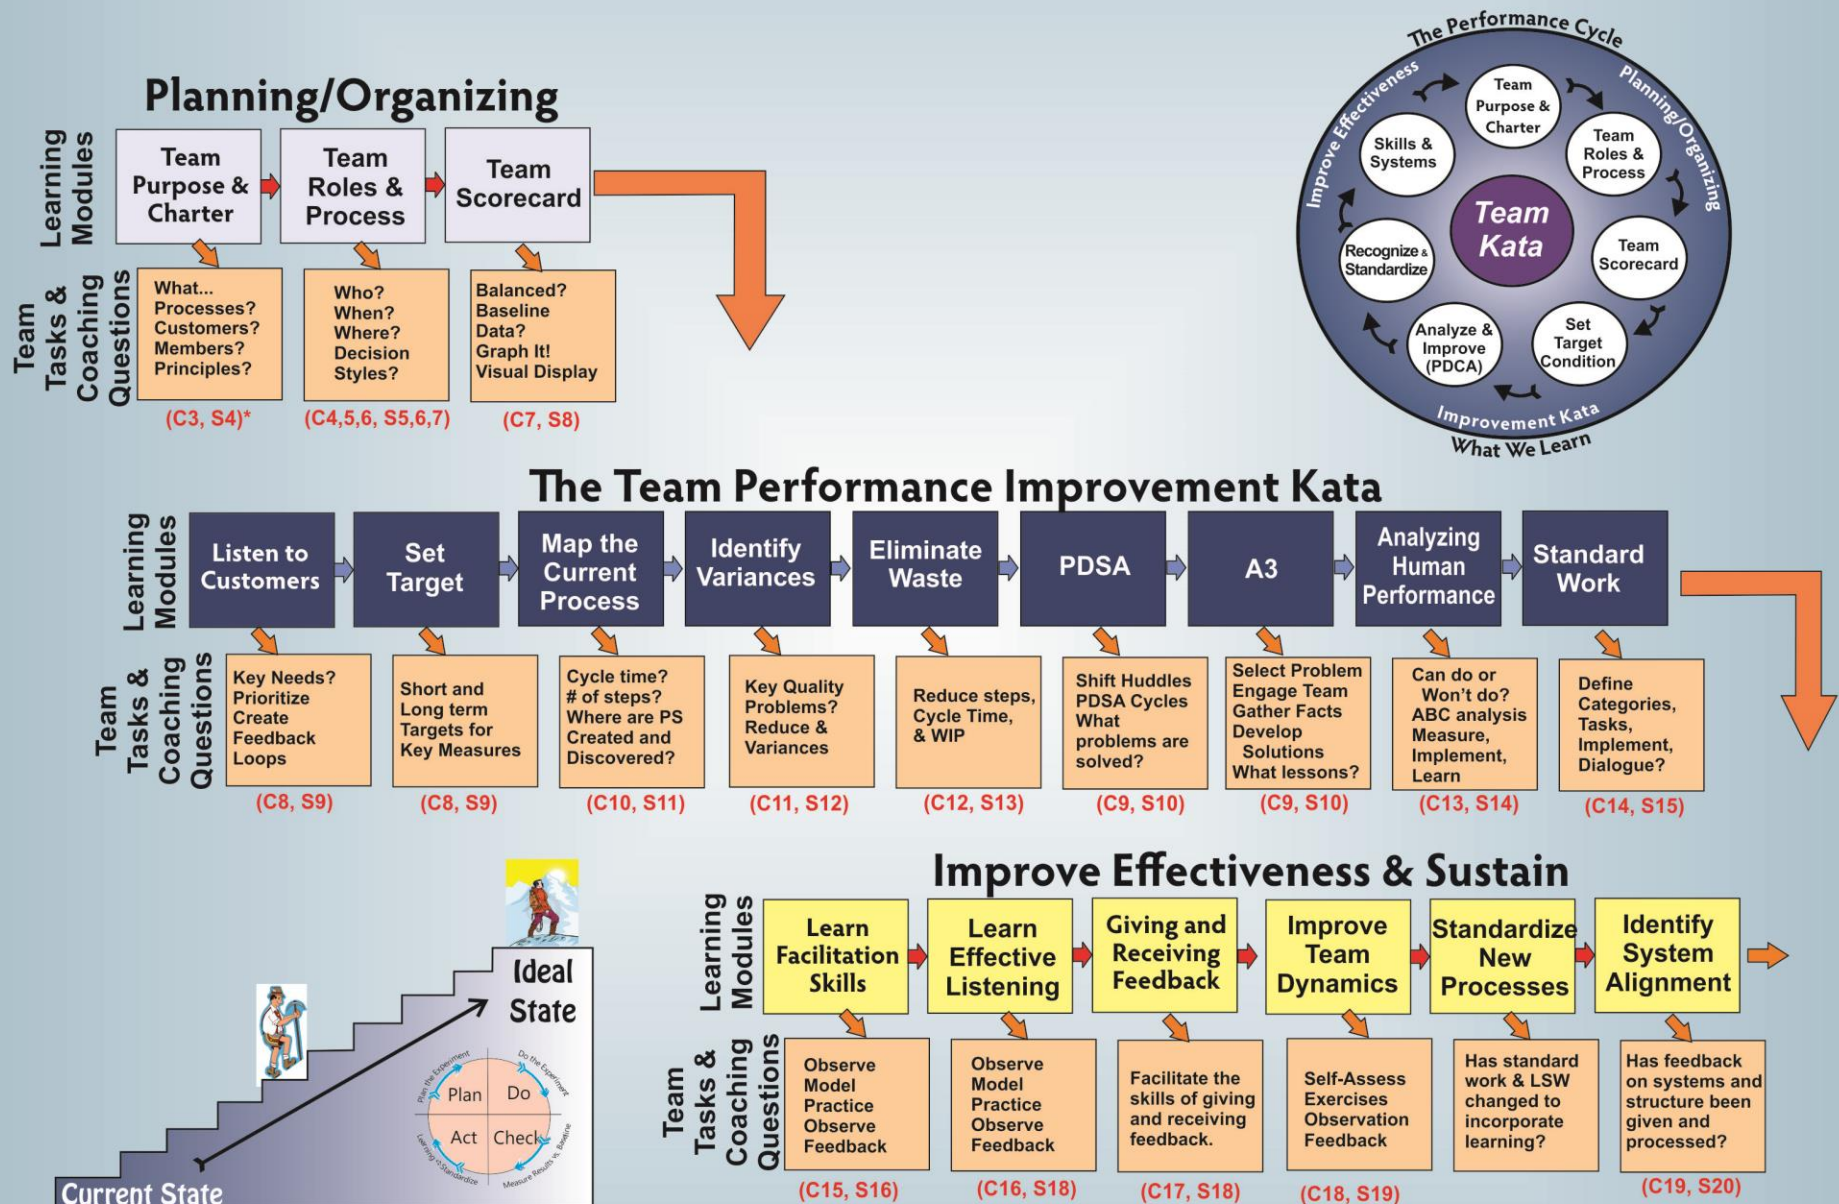 The Performance Cycle
Improve Effectiveness
Planning/Organizing
Team
Purpose &
Charter
Team
Roles &
Process
Team
Scorecard
Set
Target
Condition
Analyze &
Improve
(PDCA)
Recognize &
Standardize
Skills &
Systems
Team
Kata
Improvement Kata
What We Learn
Planning/Organizing
Learning
Modules
Team
Purpose &
Charter
Team
Roles &
Process
Team
Scorecard
Team
Tasks &
Coaching
Questions
What...
Processes?
Customers?
Members?
Principles?
(C3, S4)*
Who?
When?
Where?
Decision
Styles?
(C4,5,6, S5,6,7)
Balanced?
Baseline
Data?
Graph It!
Visual Display
(C7, S8)
The Team Performance Improvement Kata
Learning
Modules
Listen to
Customers
Set
Target
Map the
Current
Process
Identify
Variances
Eliminate
Waste
PDSA
A3
Analyzing
Human
Performance
Standard
Work
Team
Tasks &
Coaching
Questions
Key Needs?
Prioritize
Create
Feedback
Loops
(C8, S9)
Short and
Long term
Targets for
Key Measures
(C8, S9)
Cycle time?
# of steps?
Where are PS
Created and
Discovered?
(C10, S11)
Key Quality
Problems?
Reduce &
Variances
(C11, S12)
Reduce steps,
Cycle Time,
& WIP
(C12, S13)
Shift Huddles
PDSA Cycles
What
problems are
solved?
(C9, S10)
Select Problem
Engage Team
Gather Facts
Develop
Solutions
What lessons?
(C9, S10)
Can do or
Won't do?
ABC analysis
Measure,
Implement,
Learn
(C13, S14)
Define
Categories,
Tasks,
Implement,
Dialogue?
(C14, S15)
Improve Effectiveness & Sustain
Learning
Modules
Learn
Facilitation
Skills
Learn
Effective
Listening
Giving and
Receiving
Feedback
Improve
Team
Dynamics
Standardize
New
Processes
Identify
System
Alignment
Team
Tasks &
Coaching
Questions
Observe
Model
Practice
Observe
Feedback
(C15, S16)
Observe
Model
Practice
Observe
Feedback
(C16, S18)
Facilitate the
skills of giving
and receiving
feedback.
(C17, S18)
Self-Assess
Exercises
Observation
Feedback
(C18, S19)
Has standard
work & LSW
changed to
incorporate
learning?
Has feedback
on systems and
structure been
given and
processed?
(C19, S20)
Ideal
State
Plan the Experiment
Do the Experiment
Plan
Do
Act
Check
Measure Results vs. Baseline
Current State